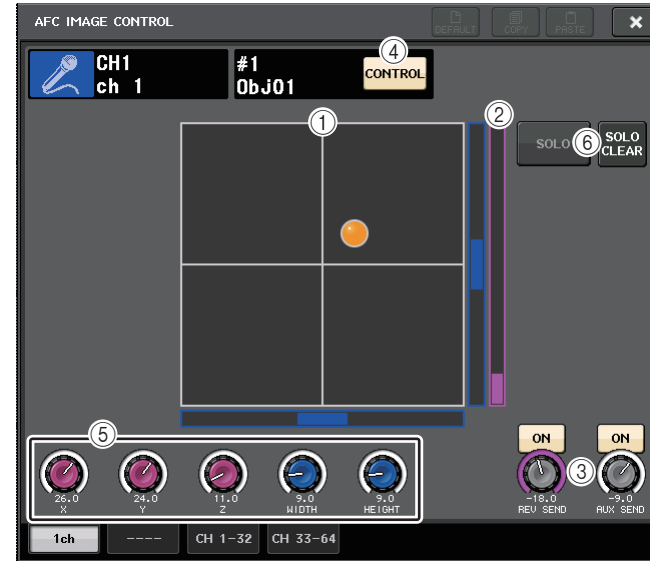 AFC IMAGE CONTROL
DEFAULT
COPY
PASTE
×
CH1
ch 1
#1
ObJ01
CONTROL
④
①
②
SOLO
⑥
SOLO
CLEAR
⑤
26.0
X
24.0
Y
11.0
Z
9.0
WIDTH
9.0
HEIGHT
ON
ON
③
-18.0
REV SEND
-9.0
AUX SEND
1ch
----
CH 1-32
CH 33-64